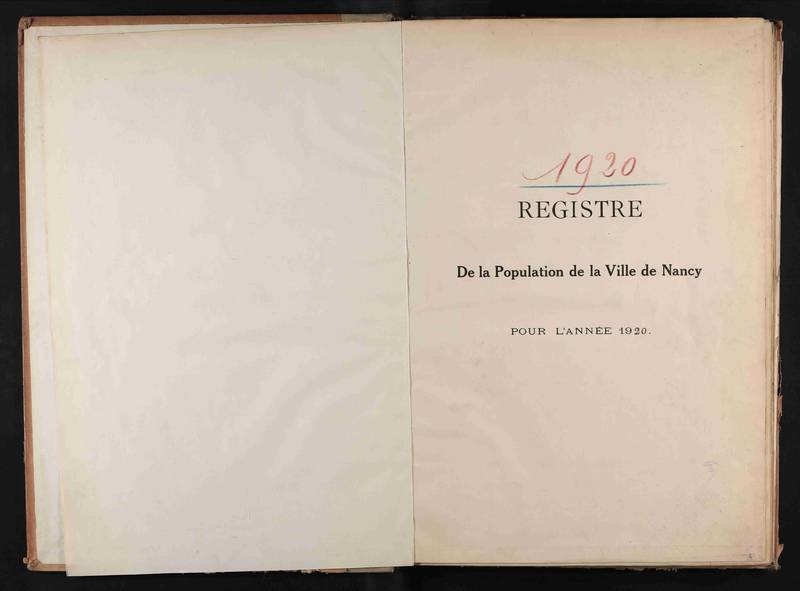 1920
REGISTRE
De la Population de la Ville de Nancy
POUR L'ANNÉE 1920.